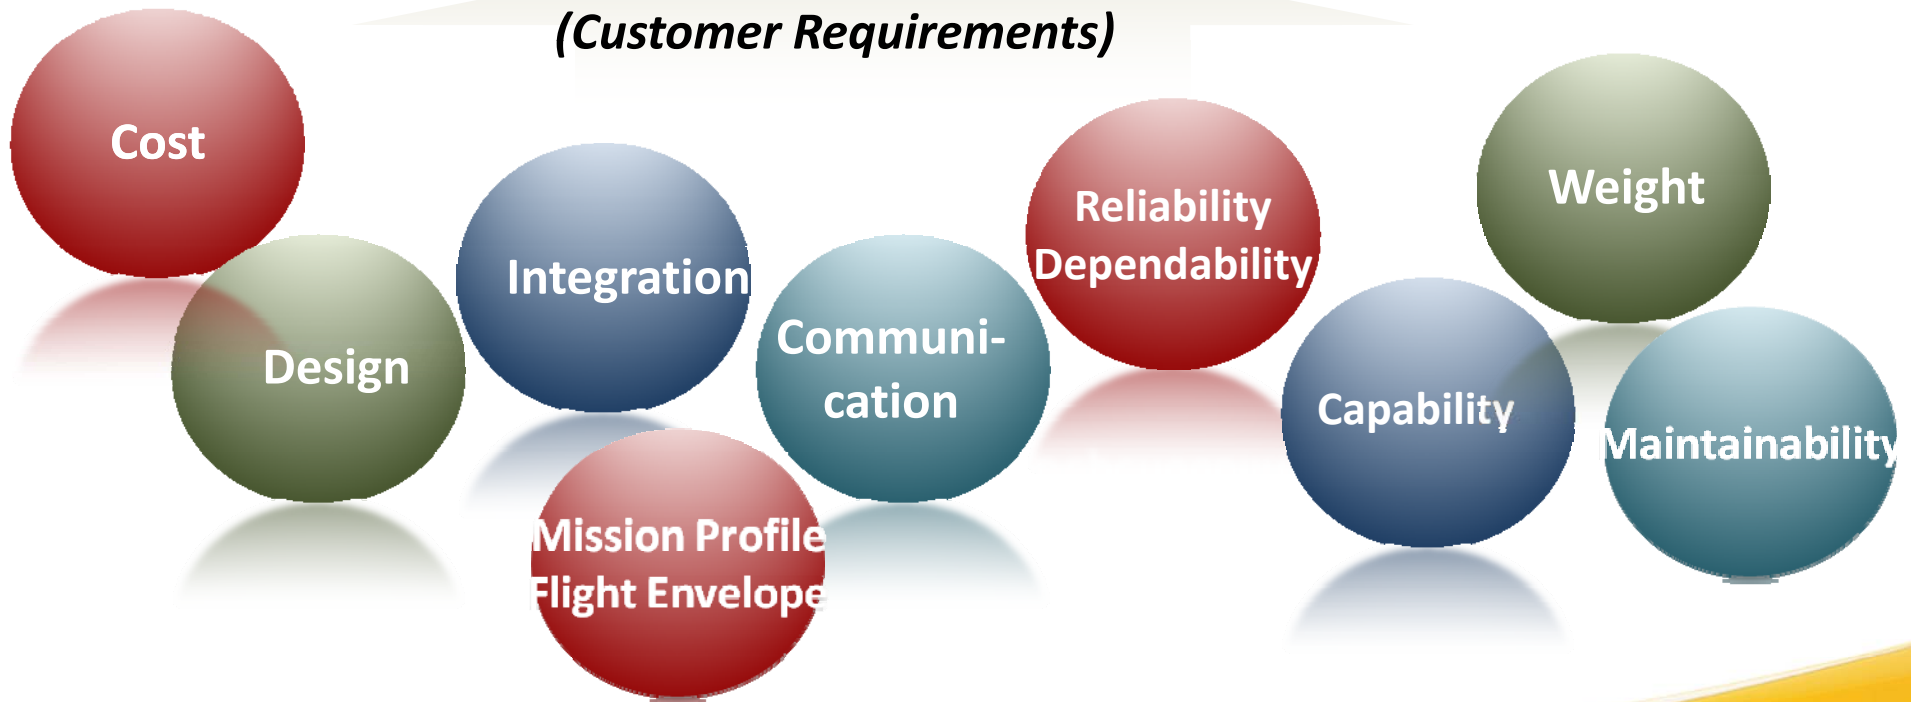 (Customer Requirements)
Cost
Design
Integration
Mission Profile
Flight Envelope
Communi-
cation
Reliability
Dependability
Capability
Weight
Maintainability